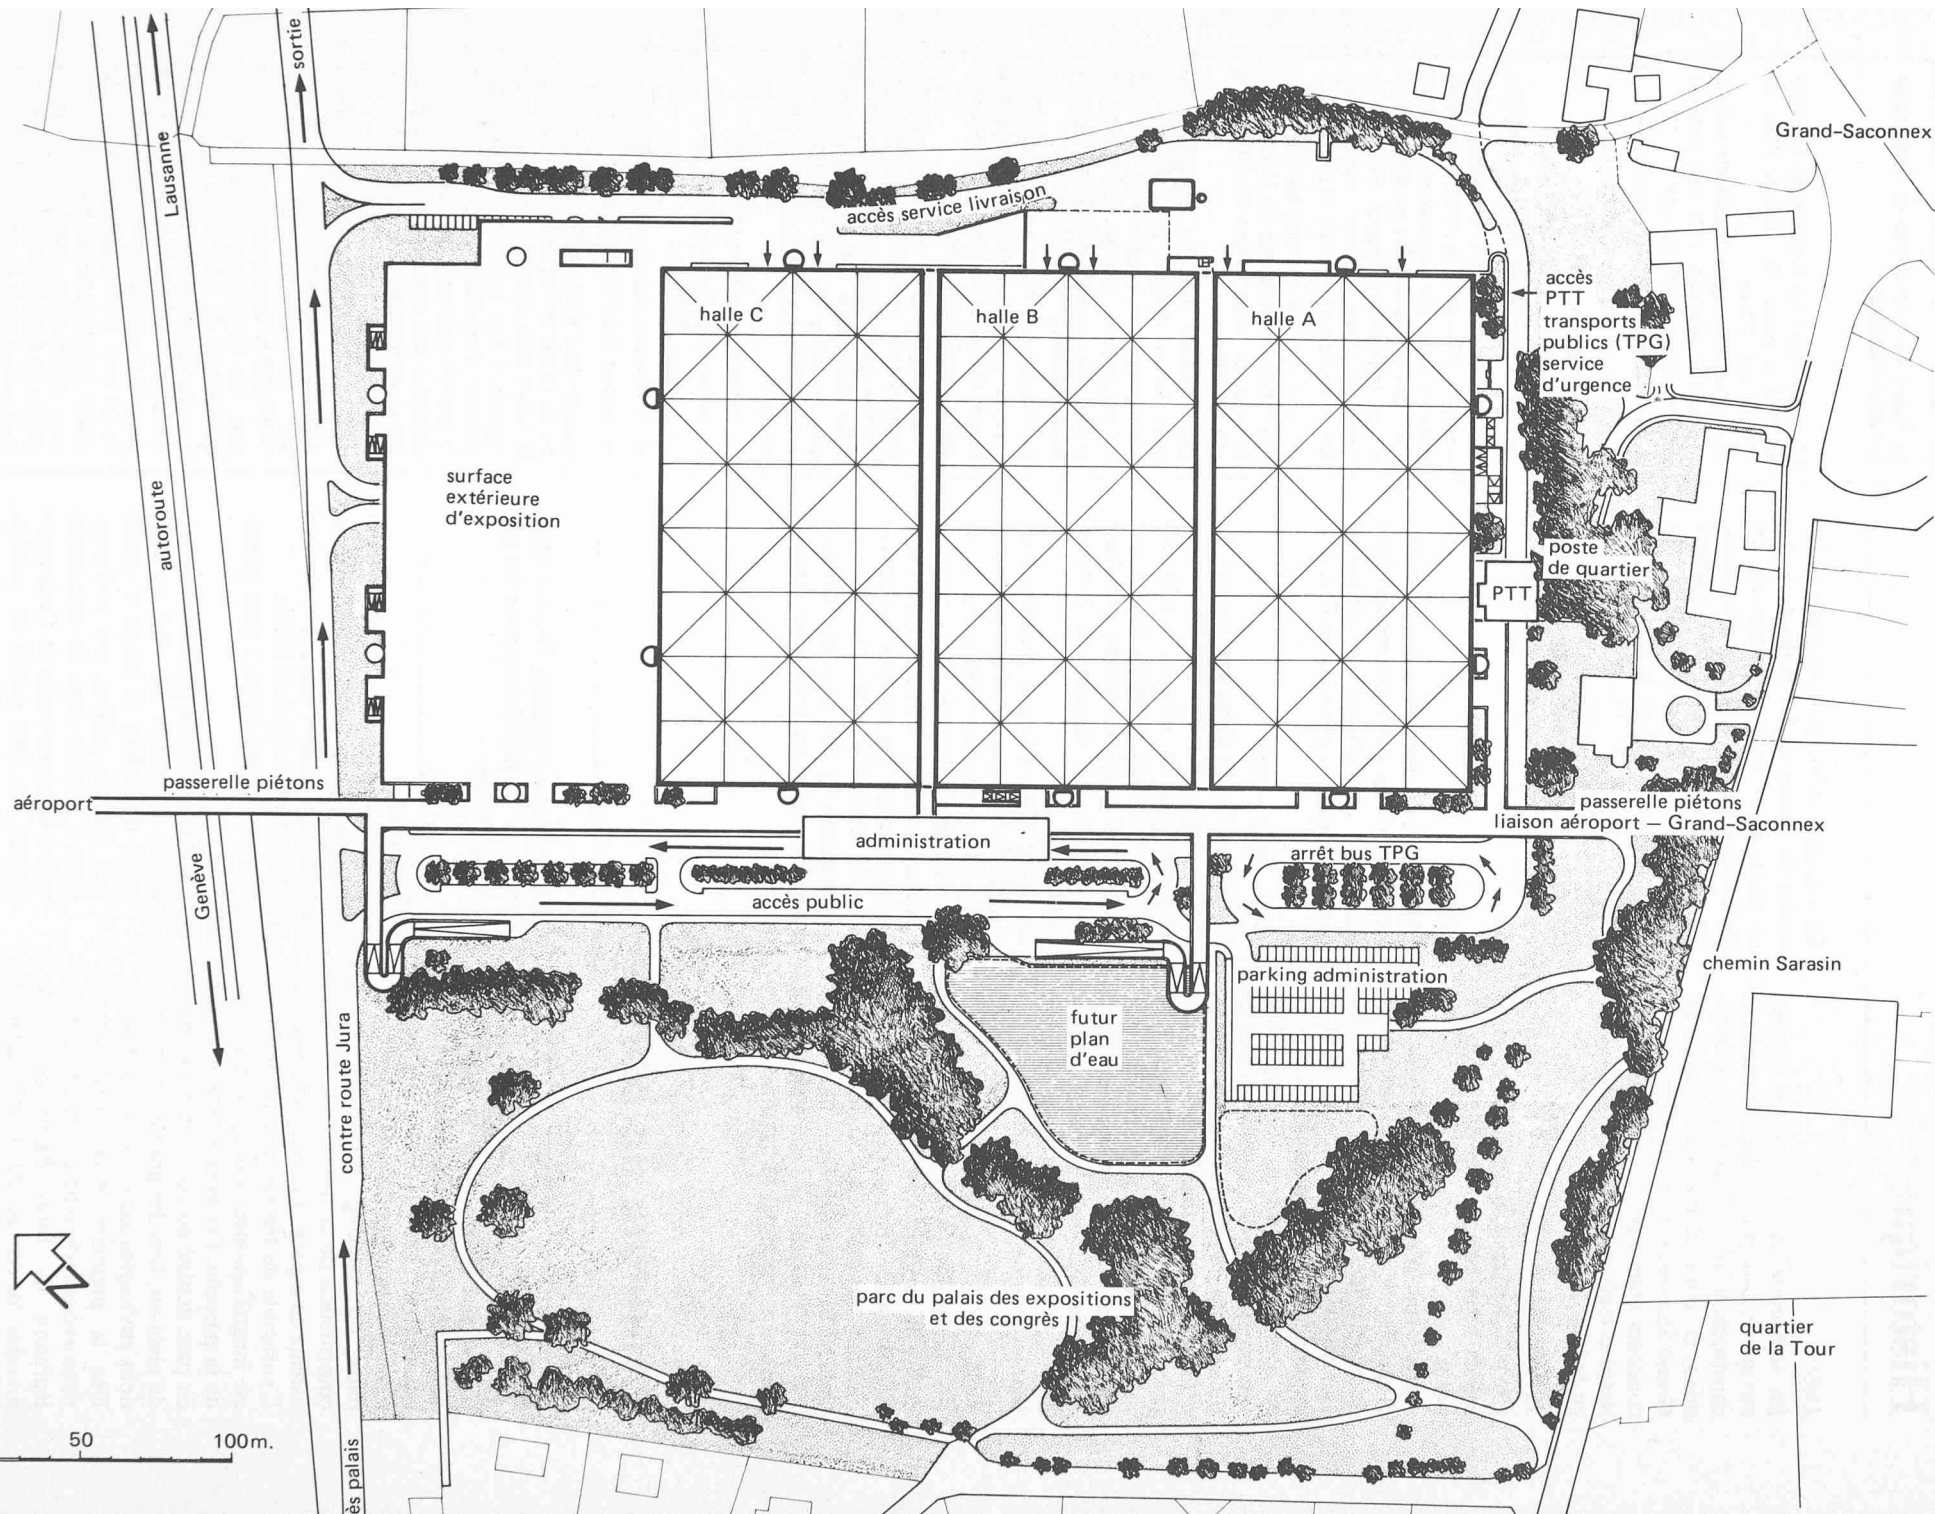 sortie
Lausanne
Grand–Saconnex
accès service livraison
accès
PTT
transports
publics (TPG)
service
d'urgence
halle C
halle B
halle A
surface
extérieure
d'exposition
autoroute
poste
de quartier
PTT
passerelle piétons
aéroport
passerelle piétons
liaison aéroport – Grand–Saconnex
administration
arrêt bus TPG
Genève
accès public
parking administration
chemin Sarasin
futur
plan
d'eau
contre route Jura
N
parc du palais des expositions
et des congrès
quartier
de la Tour
50
100m.
palais